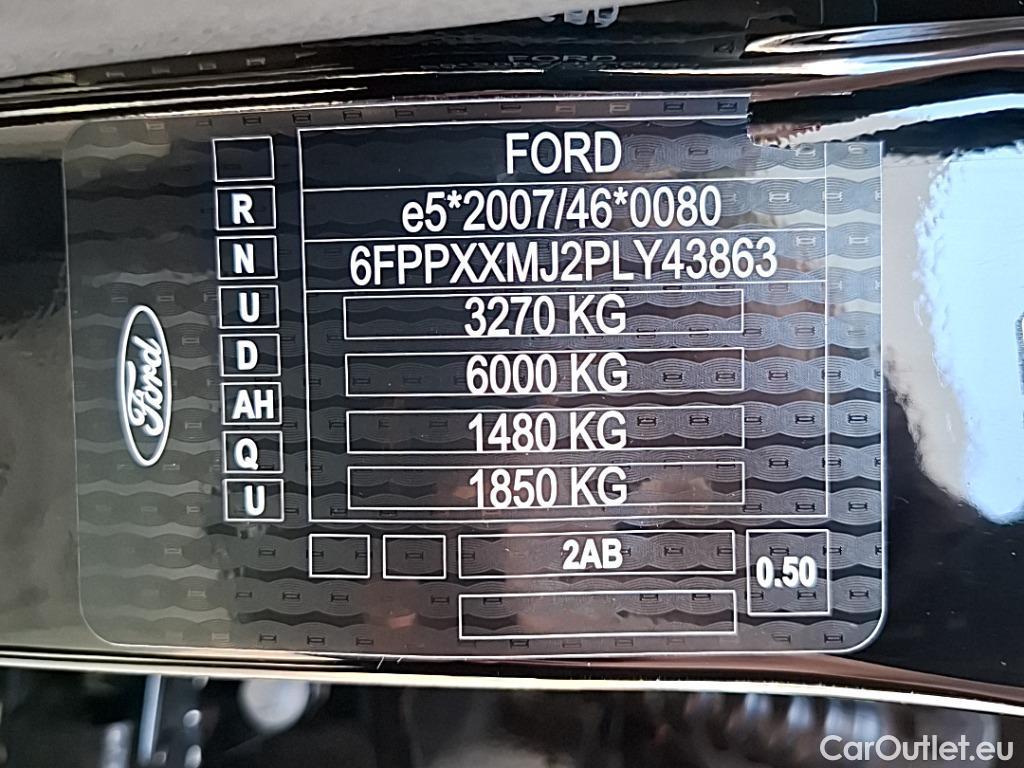 FORD
R e5*2007/46*0080
N 6FPPXXMJ2PLY43863
U 3270 KG
D 6000 KG
AH 1480 KG
Q 1850 KG
U
Ford
2AB
0.50
CarOutlet.eu